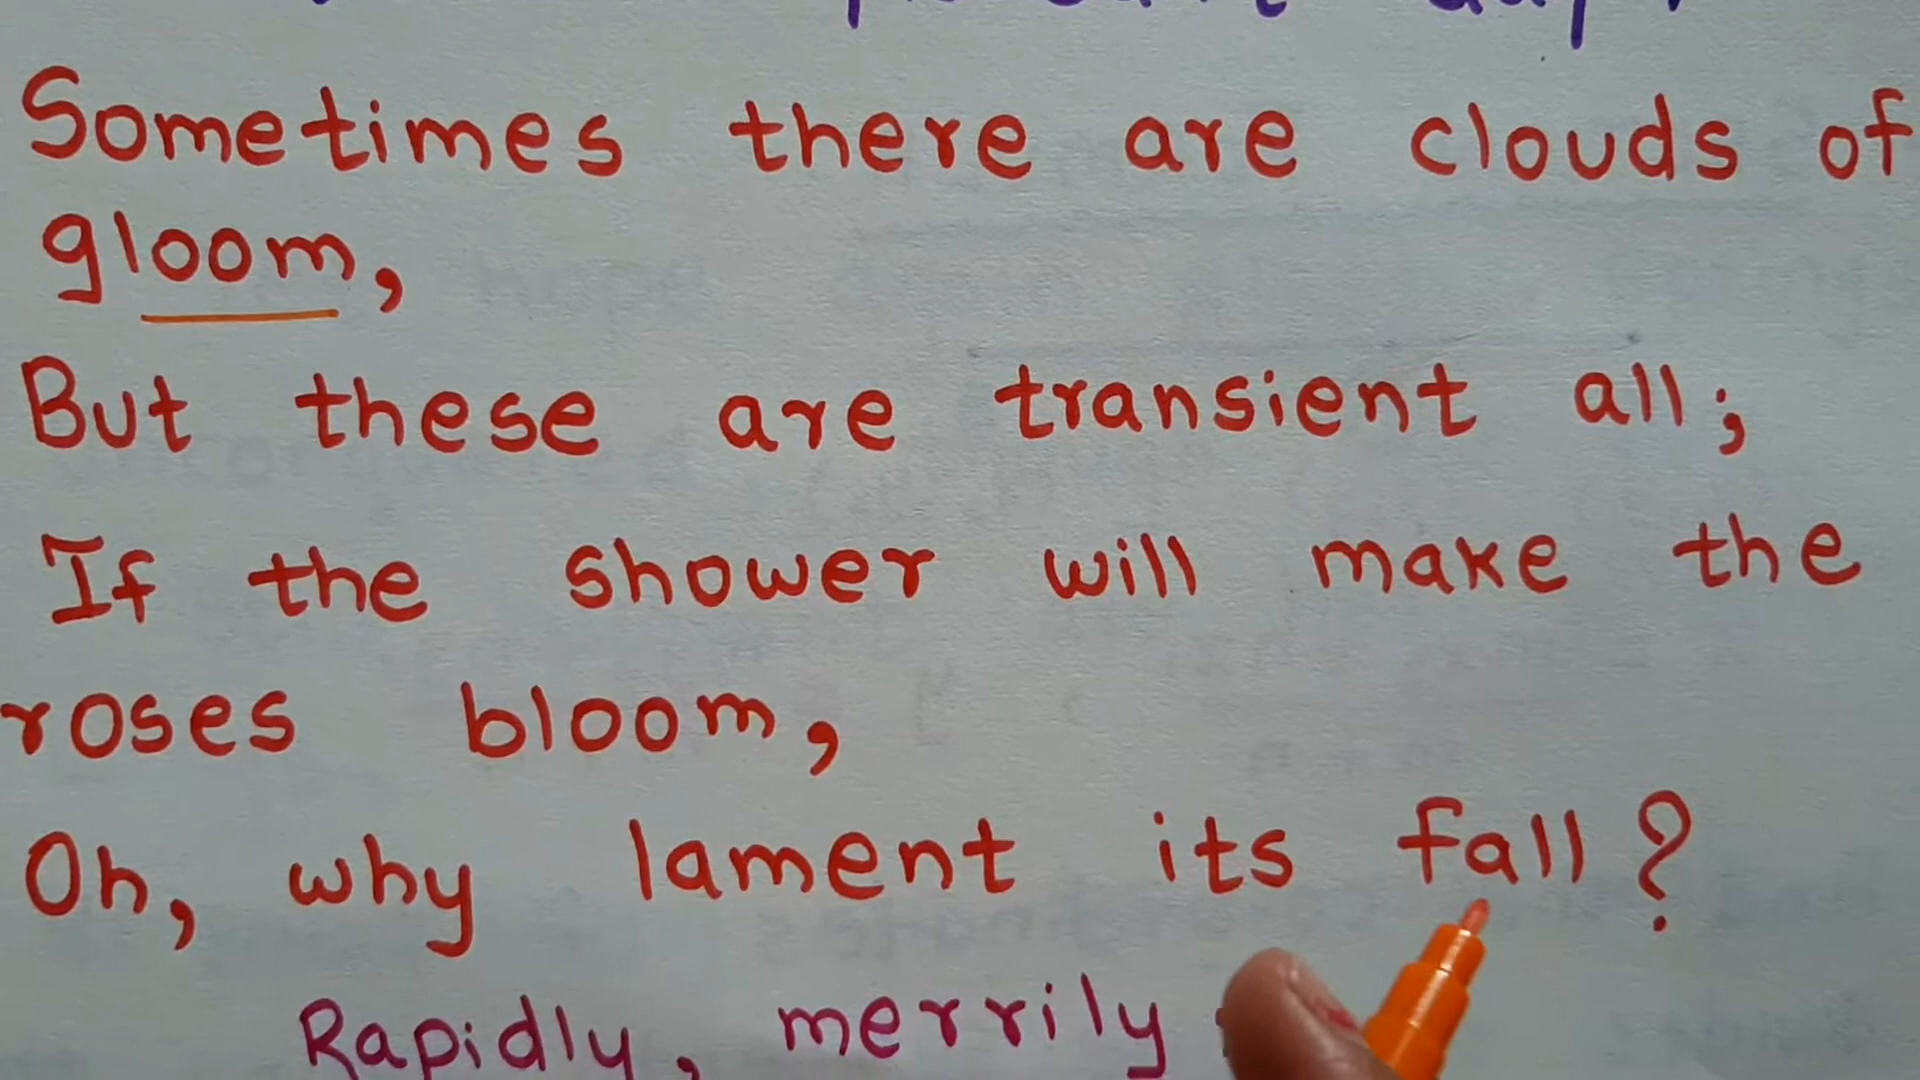 Sometimes there are clouds of
gloom,
But these are transient all;
If the shower will make the
roses bloom,
Oh, why lament its fall?
Rapidly, merrily